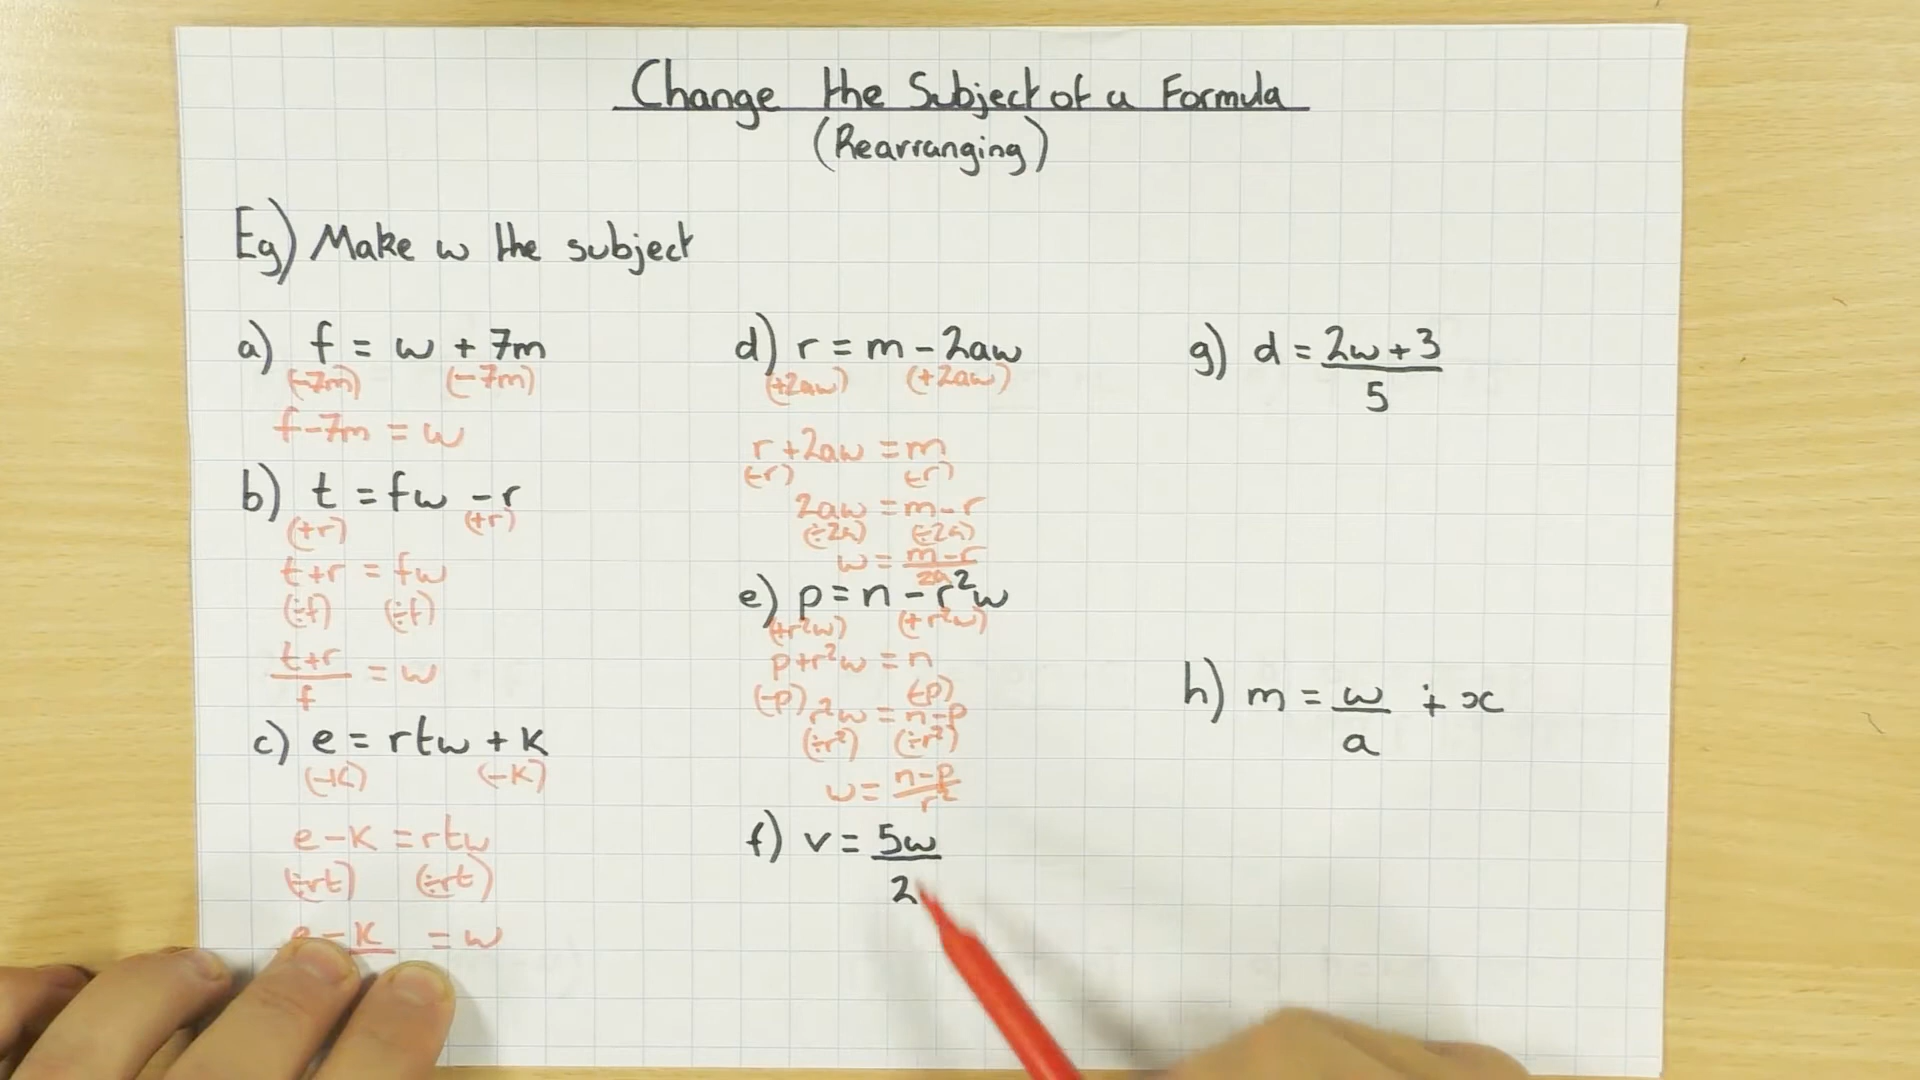 Change the Subject of a Formula
(Rearranging)
Eg) Make w the subject
a) f = w + 7m
(-7m) (-7m)
f-7m = w
b) t = fw - r
(+r) (+r)
t+r = fw
(÷f) (÷f)
t+r
f
= w
c) e = rtw + k
(-k) (-k)
e-k = rtw
(÷rt) (÷rt)
e-k = w
d) r = m - 2aw
(+2aw) (+2aw)
r+2aw = m
(-r) (-r)
2aw = m-r
(÷2a) (÷2a)
w = m-r
2a
e) p = n - r²w
(+r²w) (+r²w)
p+r²w = n
(-p) (-p)
r²w = n-p
(÷r²) (÷r²)
w = n-p
r²
f) v = 5w
2
g) d = 2w+3
5
h) m = w + x
a